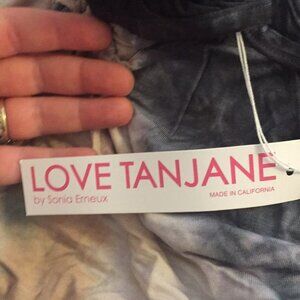 LOVE TANJANE
by Sonia Erneux
MADE IN CALIFORNIA